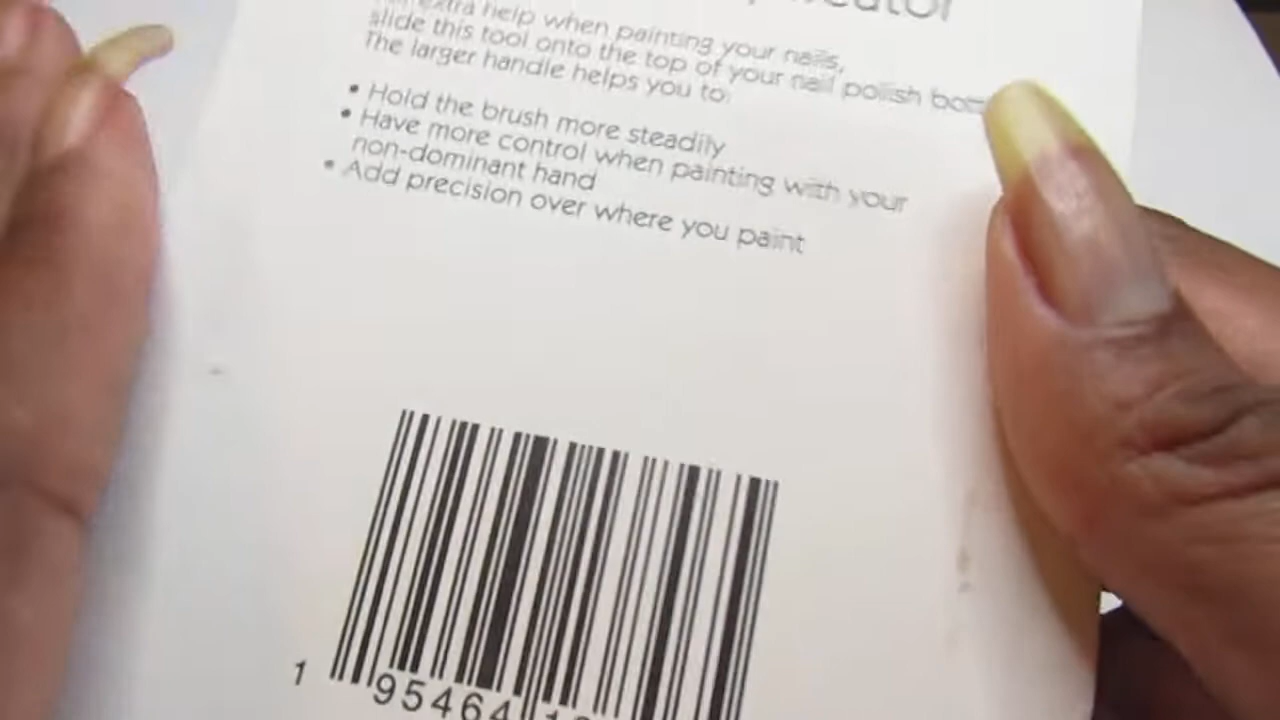 extra help when painting your nails,
slide this tool onto the top of your nail polish
The larger handle helps you to:
• Hold the brush more steadily
• Have more control when painting with your
non-dominant hand
• Add precision over where you paint
1 95464